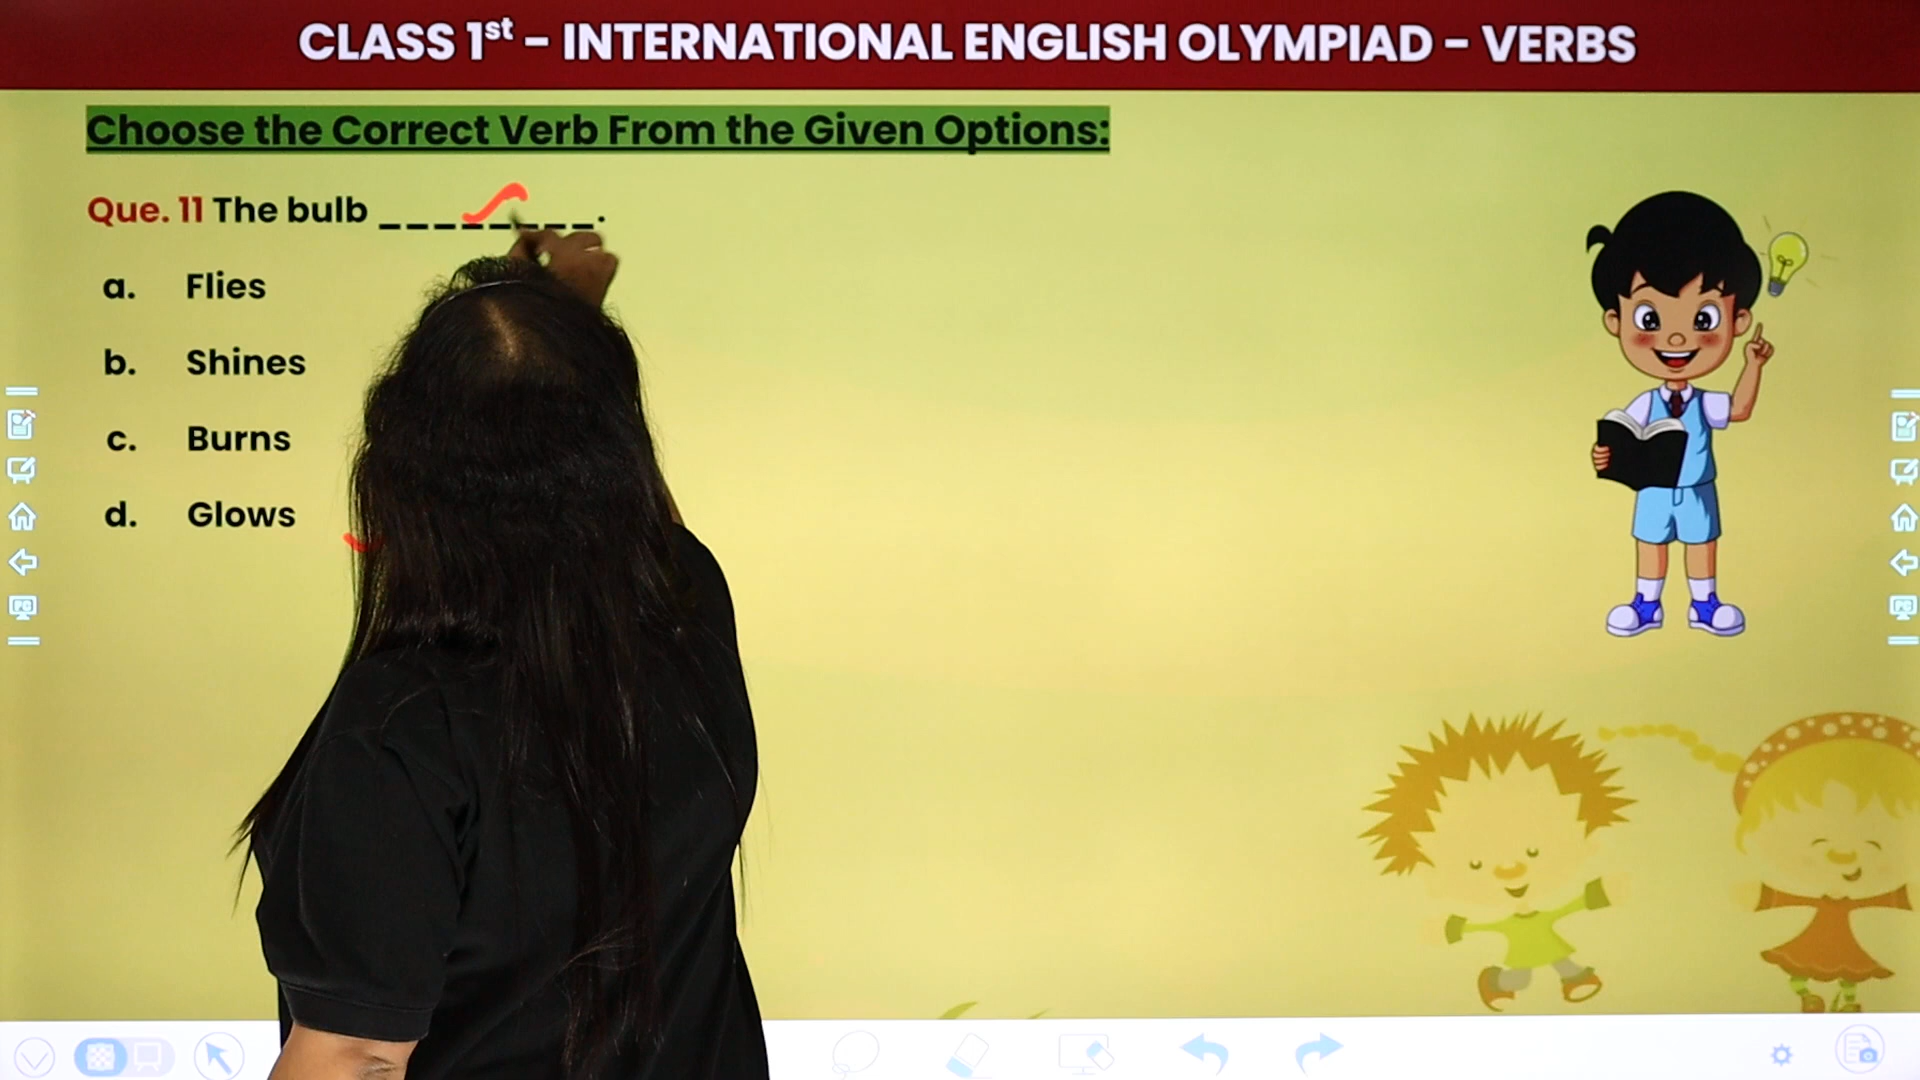 CLASS 1st - INTERNATIONAL ENGLISH OLYMPIAD - VERBS
Choose the Correct Verb From the Given Options:
Que. 11 The bulb ________.
a. Flies
b. Shines
c. Burns
d. Glows